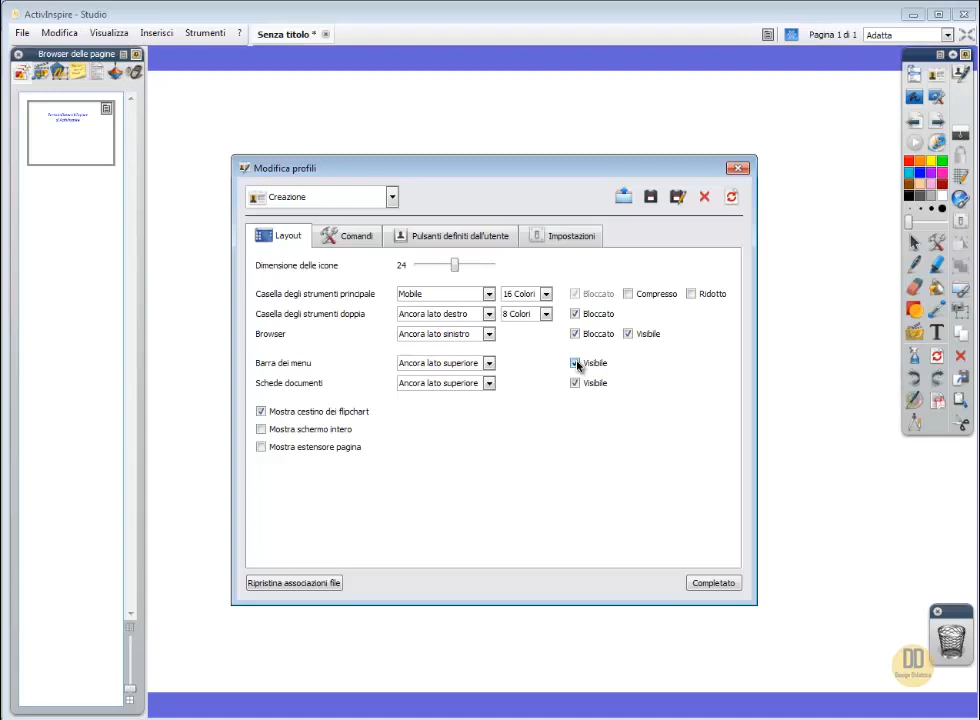 ActivInspire - Studio
File Modifica Visualizza Inserisci Strumenti ? Senza titolo * Pagina 1 di 1 Adatta
Browser delle pagine
Modifica profili
Creazione
Layout Comandi Pulsanti definiti dall'utente Impostazioni
Dimensione delle icone 24
Casella degli strumenti principale Mobile 16 Colori Bloccato Compresso Ridotto
Casella degli strumenti doppia Ancora lato destro 8 Colori Bloccato
Browser Ancora lato sinistro Bloccato Visibile
Barra dei menu Ancora lato superiore Visibile
Schede documenti Ancora lato superiore Visibile
Mostra cestino dei flipchart
Mostra schermo intero
Mostra estensore pagina
Ripristina associazioni file Completato
DD
Design Didattica